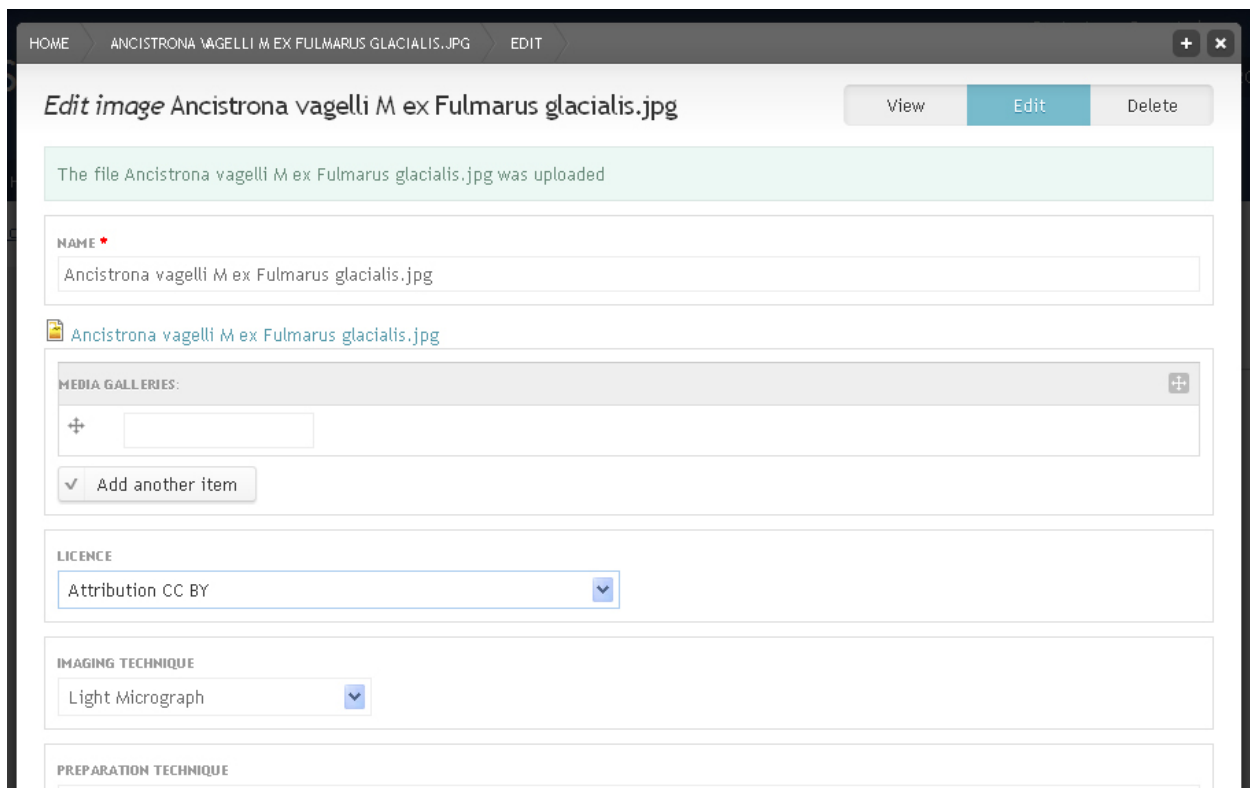 HOME ANCISTRONA VAGELLI M EX FULMARUS GLACIALIS.JPG EDIT
Edit image Ancistrona vagelli M ex Fulmarus glacialis.jpg View Edit Delete
The file Ancistrona vagelli M ex Fulmarus glacialis.jpg was uploaded
NAME *
Ancistrona vagelli M ex Fulmarus glacialis.jpg
Ancistrona vagelli M ex Fulmarus glacialis.jpg
MEDIA GALLERIES:
Add another item
LICENCE
Attribution CC BY
IMAGING TECHNIQUE
Light Micrograph
PREPARATION TECHNIQUE